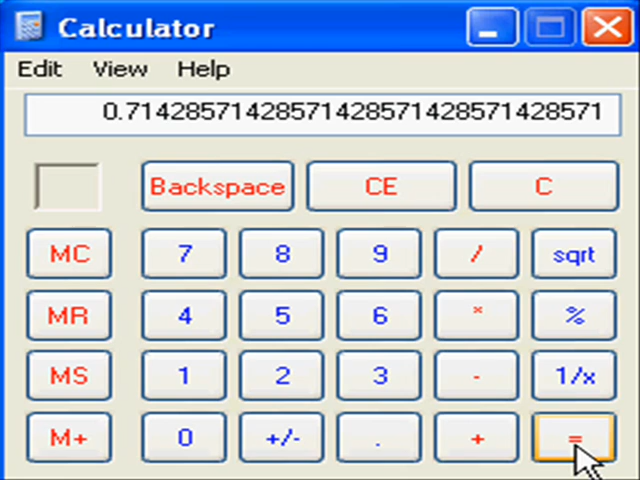 Calculator
Edit View Help
0.71428571428571428571428571428571
Backspace CE C
MC 7 8 9 / sqrt
MR 4 5 6 * %
MS 1 2 3 - 1/x
M+ 0 +/- . + =